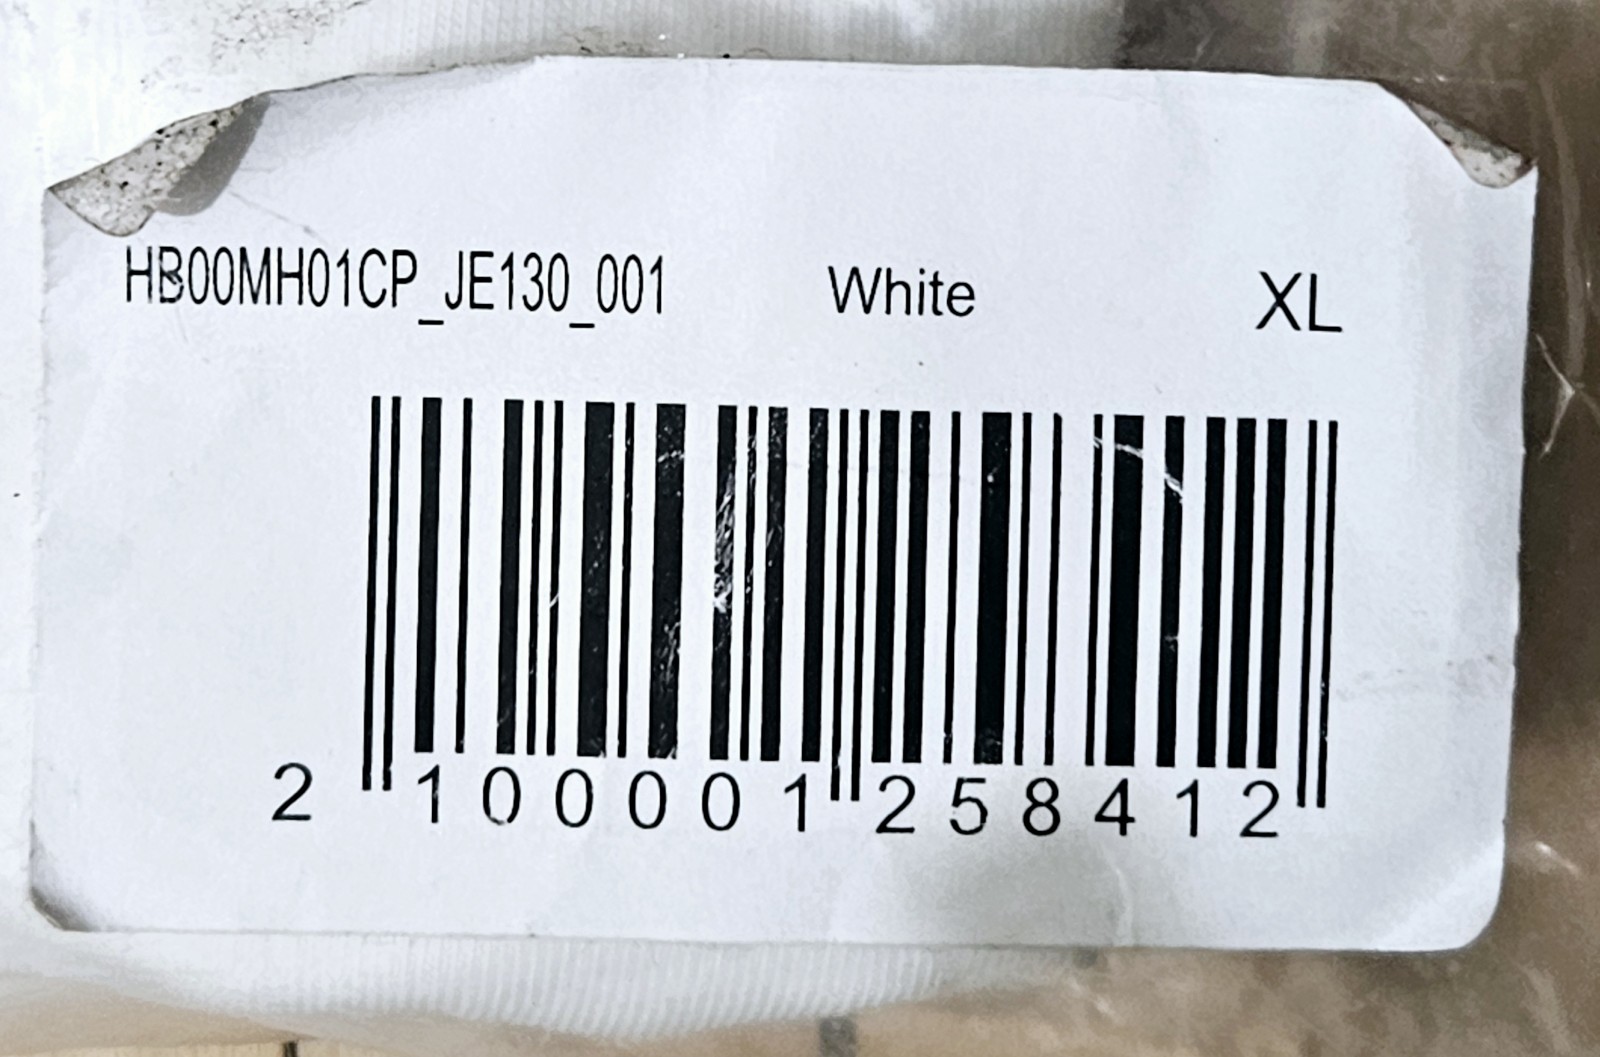 HB00MH01CP_JE130_001 White XL
2 100001 258412